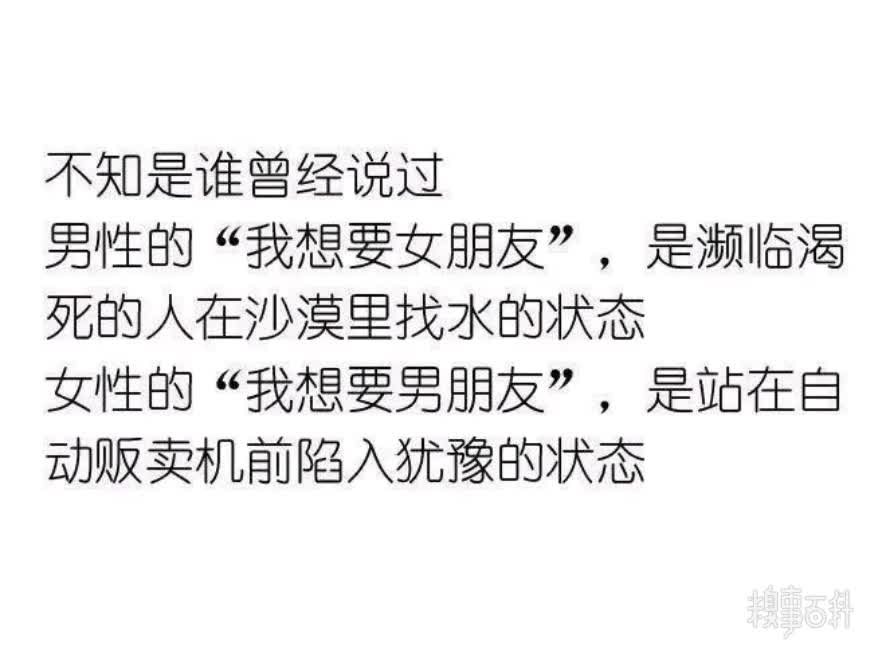 不知是谁曾经说过
男性的“我想要女朋友”，是濒临渴
死的人在沙漠里找水的状态
女性的“我想要男朋友”，是站在自
动贩卖机前陷入犹豫的状态
糗事百科